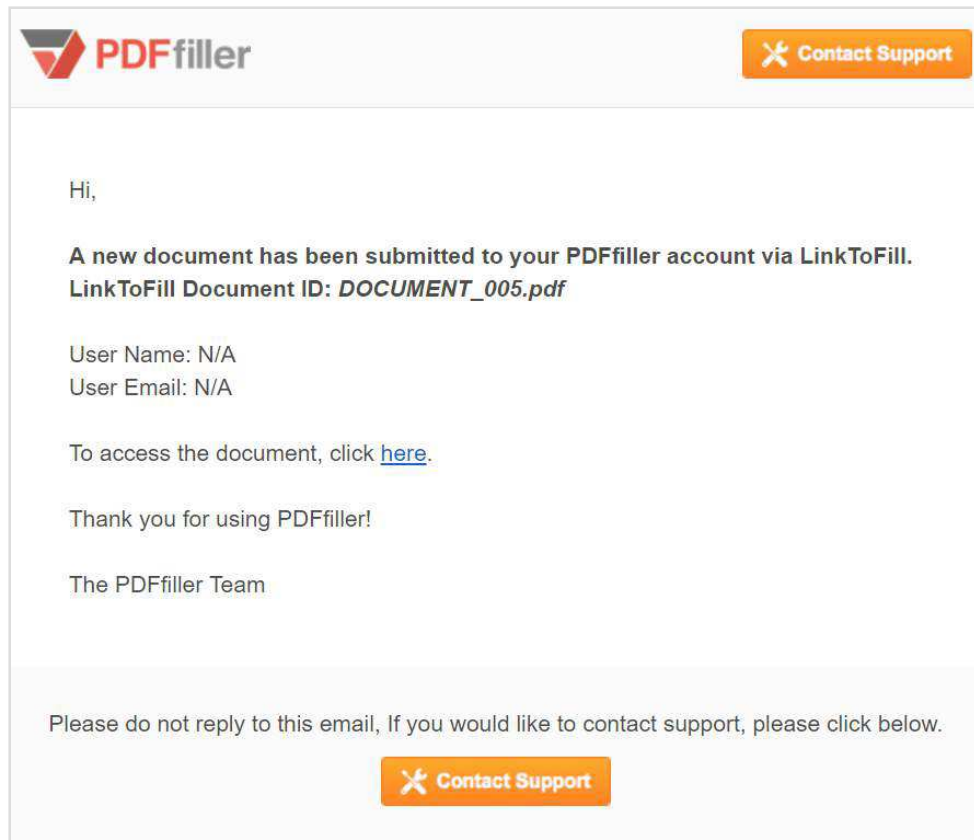 PDFfiller
Contact Support
Hi,
A new document has been submitted to your PDFfiller account via LinkToFill.
LinkToFill Document ID: DOCUMENT_005.pdf
User Name: N/A
User Email: N/A
To access the document, click here.
Thank you for using PDFfiller!
The PDFfiller Team
Please do not reply to this email, If you would like to contact support, please click below.
Contact Support